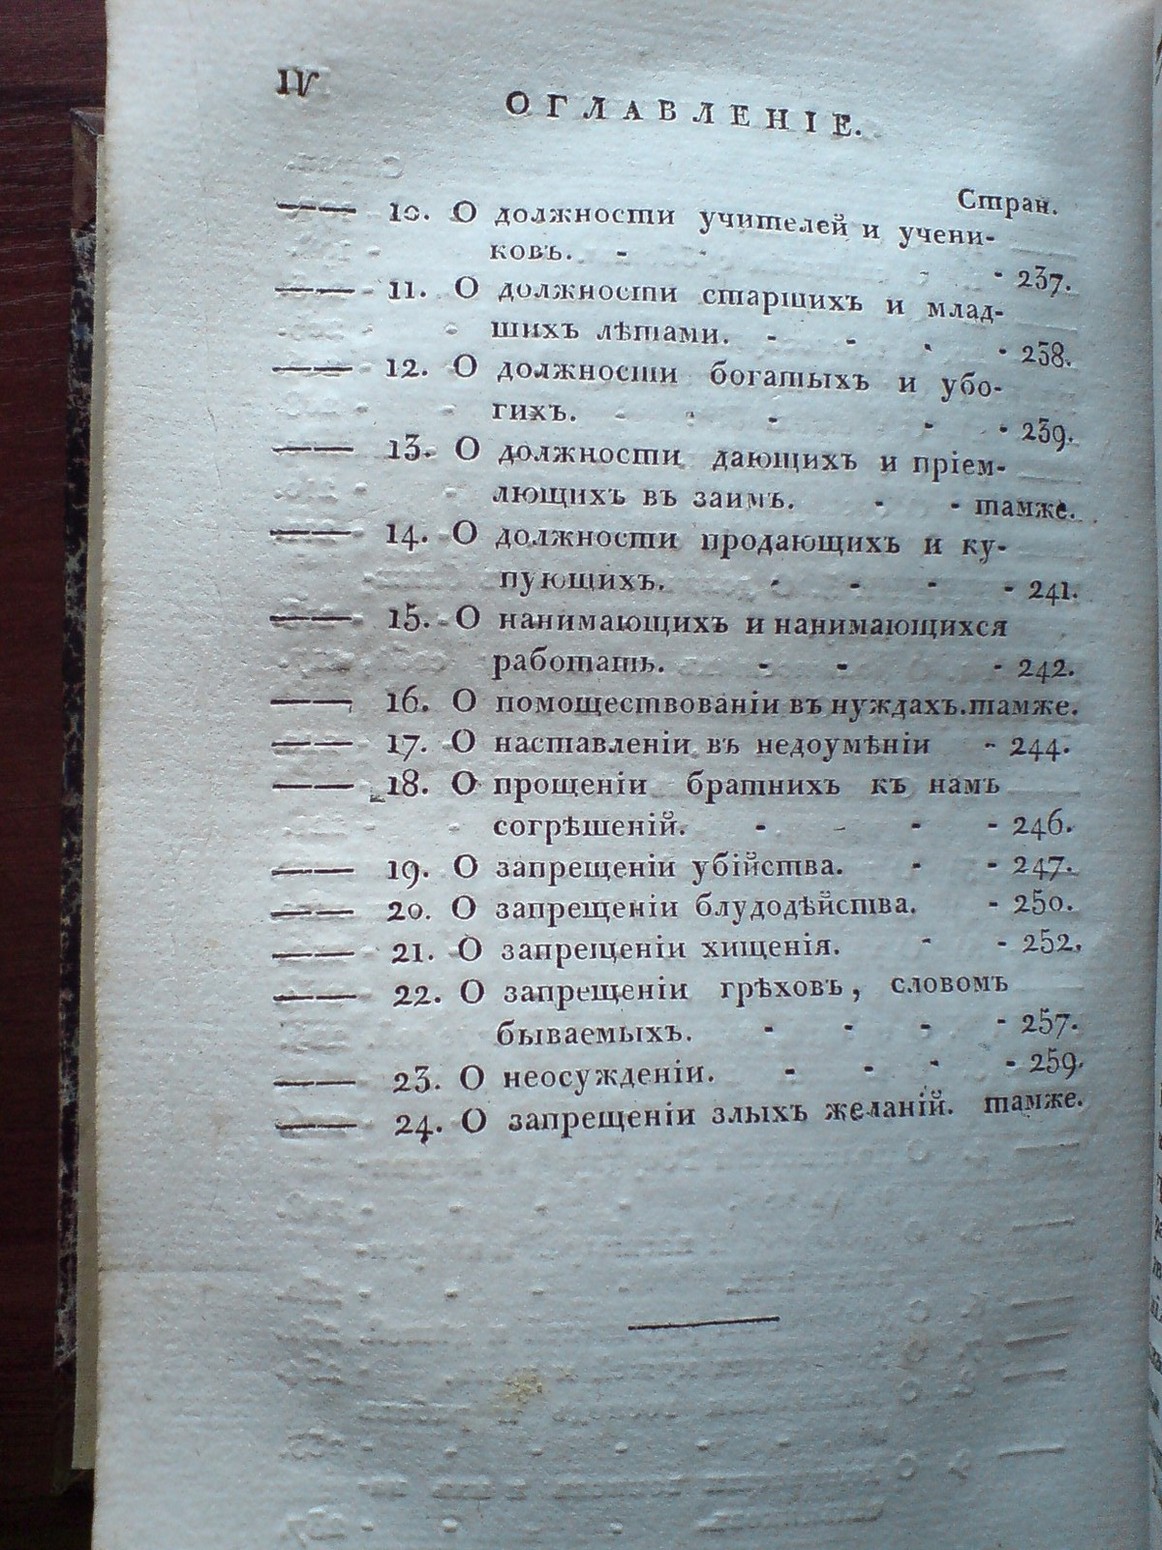 IV
ОГЛАВЛЕНІЕ.
Стран.
—— 10. О должности учителей и учени-
ковъ. - - - 237.
—— 11. О должности старшихъ и млад-
шихъ лѣтами. - - - - 238.
—— 12. О должности богатыхъ и убо-
гихъ. - - - - - 239.
—— 13. О должности дающихъ и пріем-
лющихъ въ заимъ. - - тамже.
—— 14. О должности продающихъ и ку-
пующихъ. - - - - 241.
—— 15. О нанимающихъ и нанимающихся
работать. - - - 242.
—— 16. О помоществованіи въ нуждахъ. тамже.
—— 17. О наставленіи въ недоумѣніи - 244.
—— 18. О прощеніи братнихъ къ намъ
согрѣшеній. - - - - 246.
—— 19. О запрещеніи убійства. - - 247.
—— 20. О запрещеніи блудодѣйства. - 250.
—— 21. О запрещеніи хищенія. - - 252.
—— 22. О запрещеніи грѣховъ, словомъ
бываемыхъ. - - - - 257.
—— 23. О неосужденіи. - - - - 259.
—— 24. О запрещеніи злыхъ желаній. тамже.